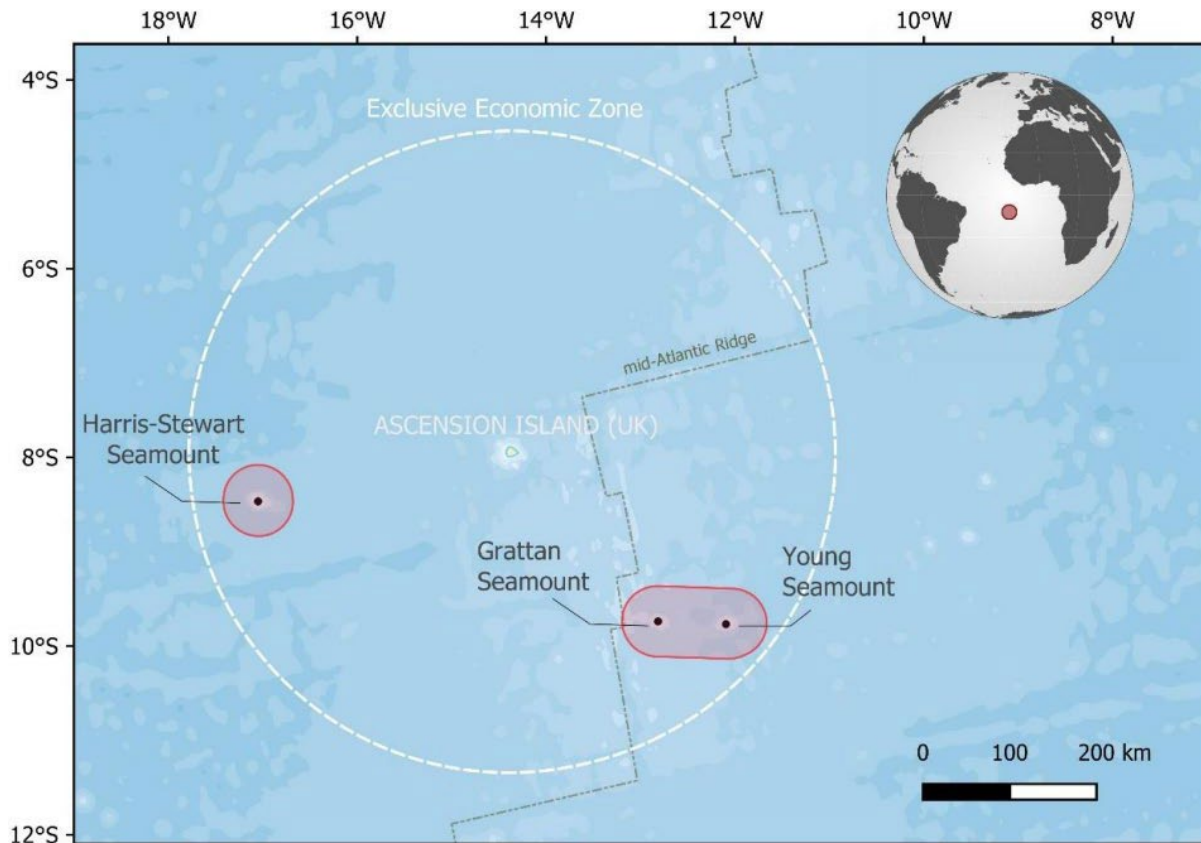 18°W 16°W 14°W 12°W 10°W 8°W
4°S
Exclusive Economic Zone
6°S
mid-Atlantic Ridge
ASCENSION ISLAND (UK)
Harris-Stewart
Seamount
8°S
Grattan
Seamount
Young
Seamount
10°S
0 100 200 km
12°S